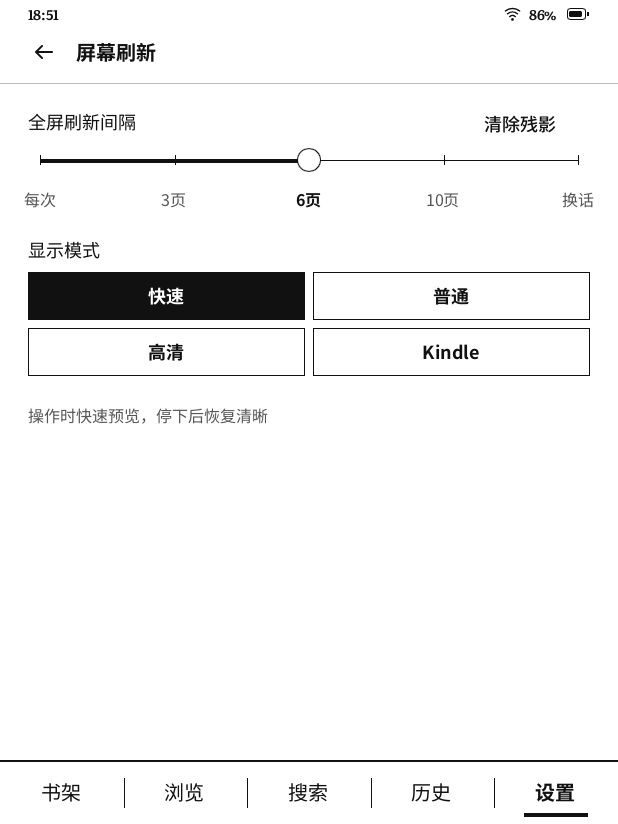 18:51 86%
屏幕刷新
全屏刷新间隔 清除残影
每次 3页 6页 10页 换话
显示模式
快速 普通
高清 Kindle
操作时快速预览，停下后恢复清晰
书架 浏览 搜索 历史 设置